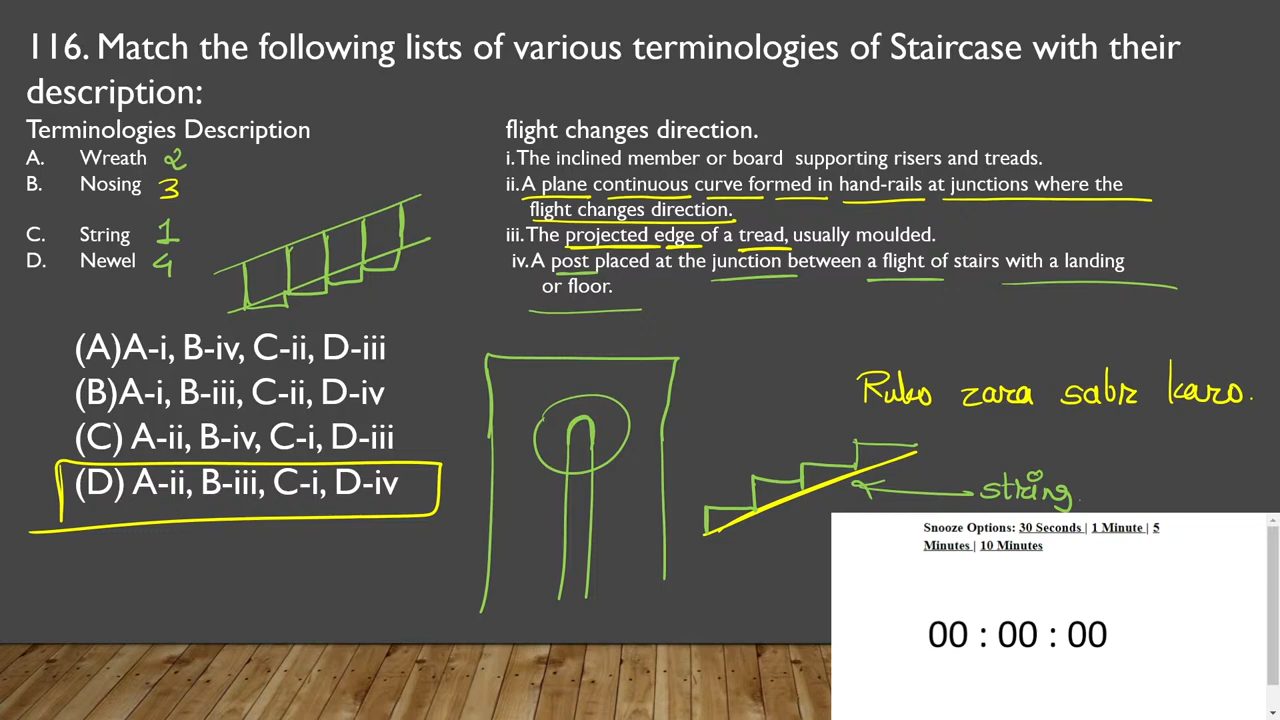 116. Match the following lists of various terminologies of Staircase with their
description:
Terminologies Description
A. Wreath 2
B. Nosing 3
C. String 1
D. Newel 4
flight changes direction.
i. The inclined member or board supporting risers and treads.
ii. A plane continuous curve formed in hand-rails at junctions where the
flight changes direction.
iii. The projected edge of a tread, usually moulded.
iv. A post placed at the junction between a flight of stairs with a landing
or floor.
(A)A-i, B-iv, C-ii, D-iii
(B)A-i, B-iii, C-ii, D-iv
(C) A-ii, B-iv, C-i, D-iii
(D) A-ii, B-iii, C-i, D-iv
Ruko zara sabr karo.
string
Snooze Options: 30 Seconds | 1 Minute | 5
Minutes | 10 Minutes
00 : 00 : 00